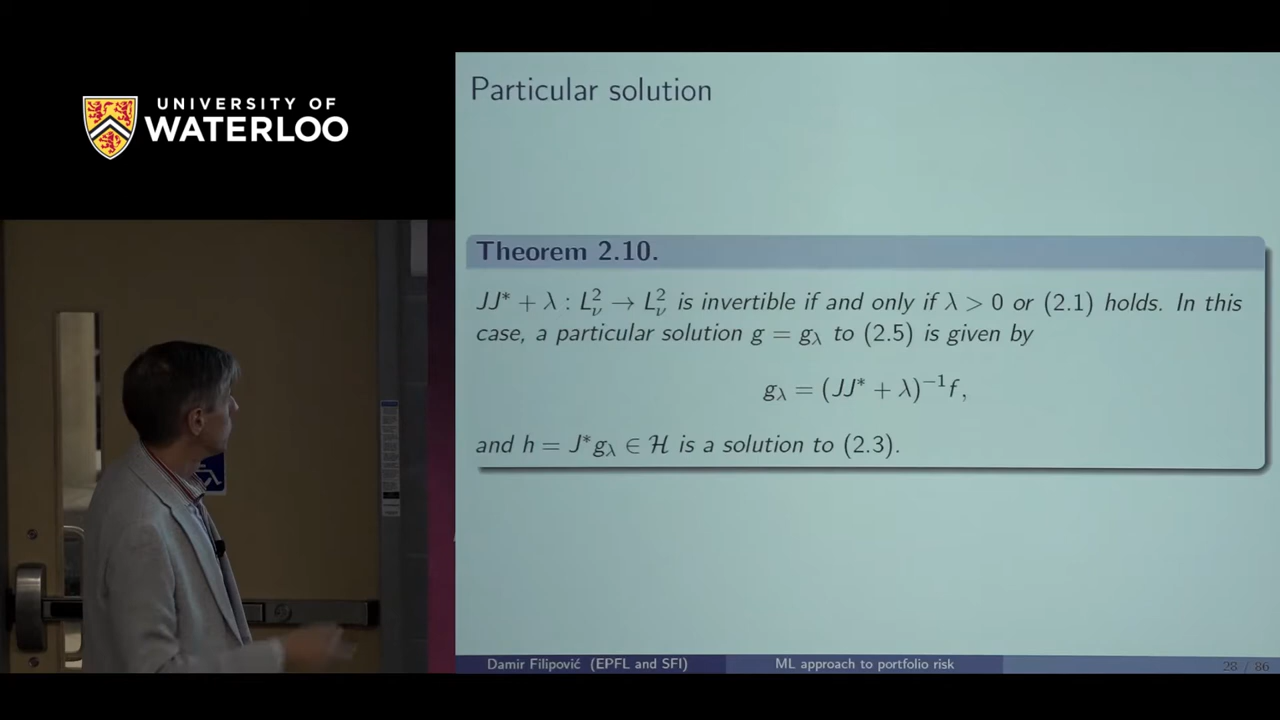 UNIVERSITY OF
WATERLOO
Particular solution
Theorem 2.10.
JJ* + λ : L²_ν → L²_ν is invertible if and only if λ > 0 or (2.1) holds. In this
case, a particular solution g = g_λ to (2.5) is given by
g_λ = (JJ* + λ)⁻¹f,
and h = J*g_λ ∈ ℋ is a solution to (2.3).
Damir Filipović (EPFL and SFI)
ML approach to portfolio risk
28 / 86